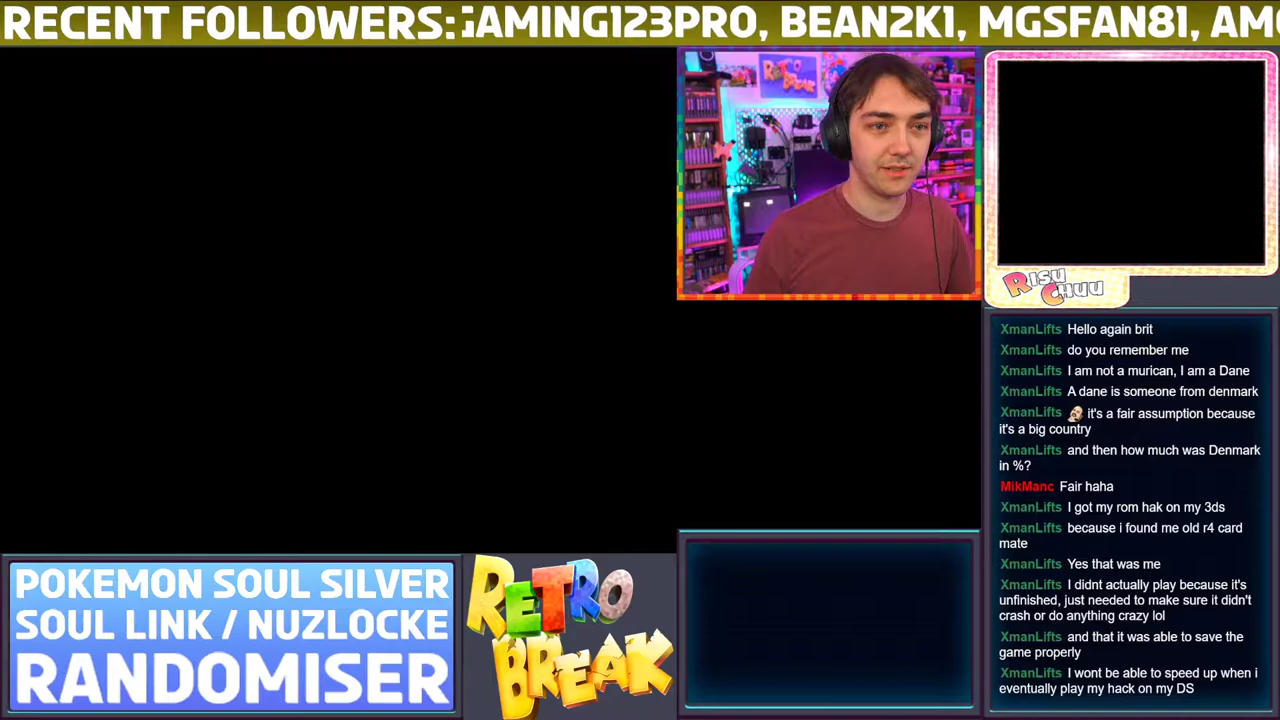 RECENT FOLLOWERS: GAMING123PRO, BEAN2K1, MGSFAN81, AM
RETRO BREAK
RISU
CHUU
XmanLifts Hello again brit
XmanLifts do you remember me
XmanLifts I am not a murican, I am a Dane
XmanLifts A dane is someone from denmark
XmanLifts it's a fair assumption because
it's a big country
XmanLifts and then how much was Denmark
in %?
MikManc Fair haha
XmanLifts I got my rom hak on my 3ds
XmanLifts because i found me old r4 card
mate
XmanLifts Yes that was me
XmanLifts I didnt actually play because it's
unfinished, just needed to make sure it didn't
crash or do anything crazy lol
XmanLifts and that it was able to save the
game properly
XmanLifts I wont be able to speed up when i
eventually play my hack on my DS
POKEMON SOUL SILVER
SOUL LINK / NUZLOCKE
RANDOMISER
RETRO
BREAK